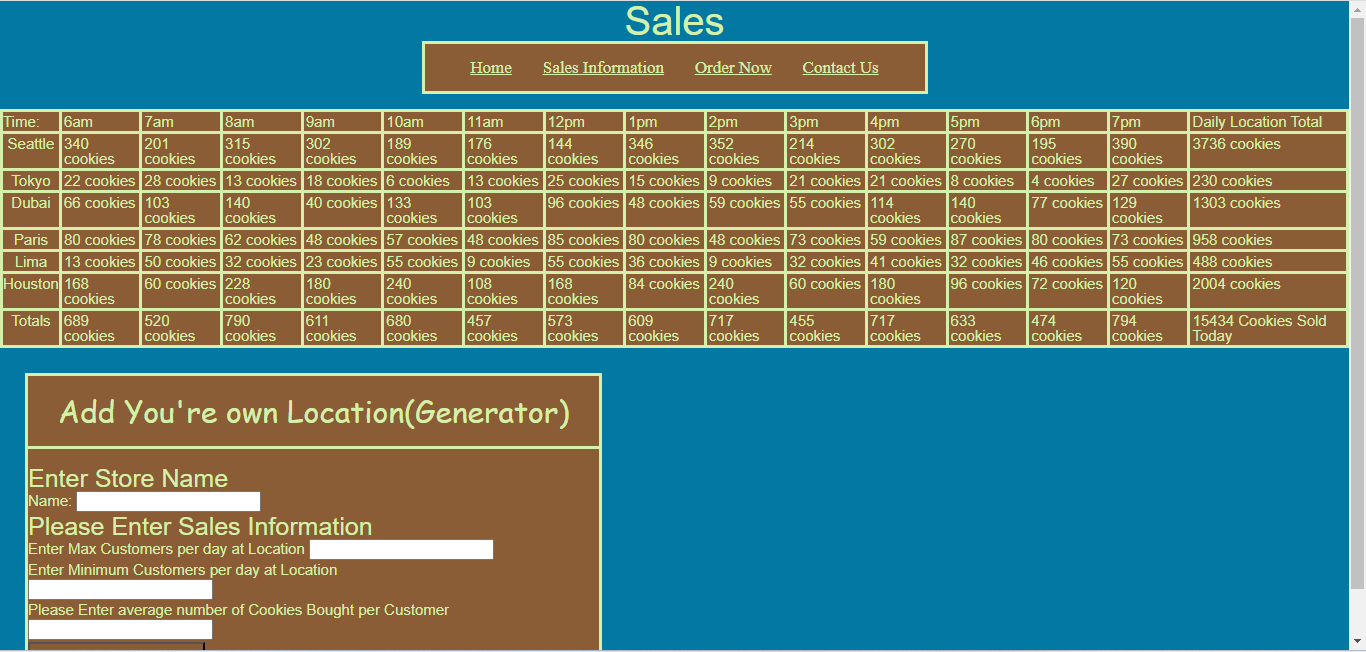 Sales
Home Sales Information Order Now Contact Us
Time: 6am 7am 8am 9am 10am 11am 12pm 1pm 2pm 3pm 4pm 5pm 6pm 7pm Daily Location Total
Seattle 340 cookies 201 cookies 315 cookies 302 cookies 189 cookies 176 cookies 144 cookies 346 cookies 352 cookies 214 cookies 302 cookies 270 cookies 195 cookies 390 cookies 3736 cookies
Tokyo 22 cookies 28 cookies 13 cookies 18 cookies 6 cookies 13 cookies 25 cookies 15 cookies 9 cookies 21 cookies 21 cookies 8 cookies 4 cookies 27 cookies 230 cookies
Dubai 66 cookies 103 cookies 140 cookies 40 cookies 133 cookies 103 cookies 96 cookies 48 cookies 59 cookies 55 cookies 114 cookies 140 cookies 77 cookies 129 cookies 1303 cookies
Paris 80 cookies 78 cookies 62 cookies 48 cookies 57 cookies 48 cookies 85 cookies 80 cookies 48 cookies 73 cookies 59 cookies 87 cookies 80 cookies 73 cookies 958 cookies
Lima 13 cookies 50 cookies 32 cookies 23 cookies 55 cookies 9 cookies 55 cookies 36 cookies 9 cookies 32 cookies 41 cookies 32 cookies 46 cookies 55 cookies 488 cookies
Houston 168 cookies 60 cookies 228 cookies 180 cookies 240 cookies 108 cookies 168 cookies 84 cookies 240 cookies 60 cookies 180 cookies 96 cookies 72 cookies 120 cookies 2004 cookies
Totals 689 cookies 520 cookies 790 cookies 611 cookies 680 cookies 457 cookies 573 cookies 609 cookies 717 cookies 455 cookies 717 cookies 633 cookies 474 cookies 794 cookies 15434 Cookies Sold Today
Add You're own Location(Generator)
Enter Store Name
Name:
Please Enter Sales Information
Enter Max Customers per day at Location
Enter Minimum Customers per day at Location
Please Enter average number of Cookies Bought per Customer